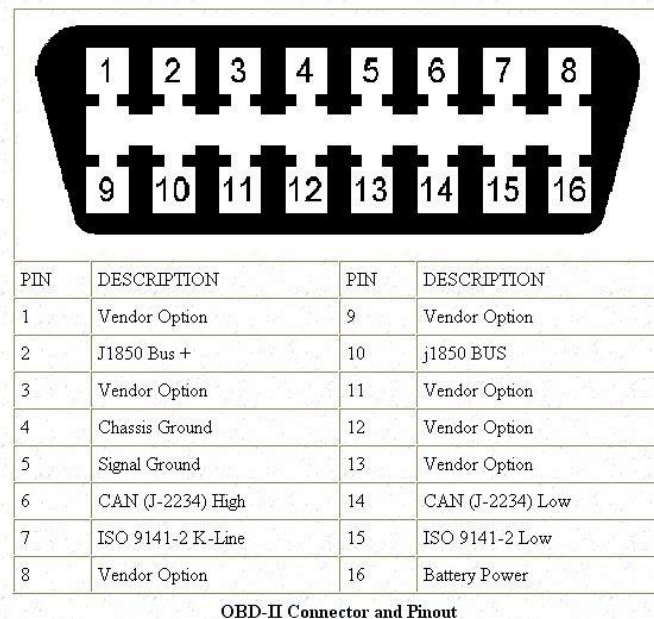 1 2 3 4 5 6 7 8
9 10 11 12 13 14 15 16
PIN DESCRIPTION PIN DESCRIPTION
1 Vendor Option 9 Vendor Option
2 J1850 Bus + 10 j1850 BUS
3 Vendor Option 11 Vendor Option
4 Chassis Ground 12 Vendor Option
5 Signal Ground 13 Vendor Option
6 CAN (J-2234) High 14 CAN (J-2234) Low
7 ISO 9141-2 K-Line 15 ISO 9141-2 Low
8 Vendor Option 16 Battery Power
OBD-II Connector and Pinout